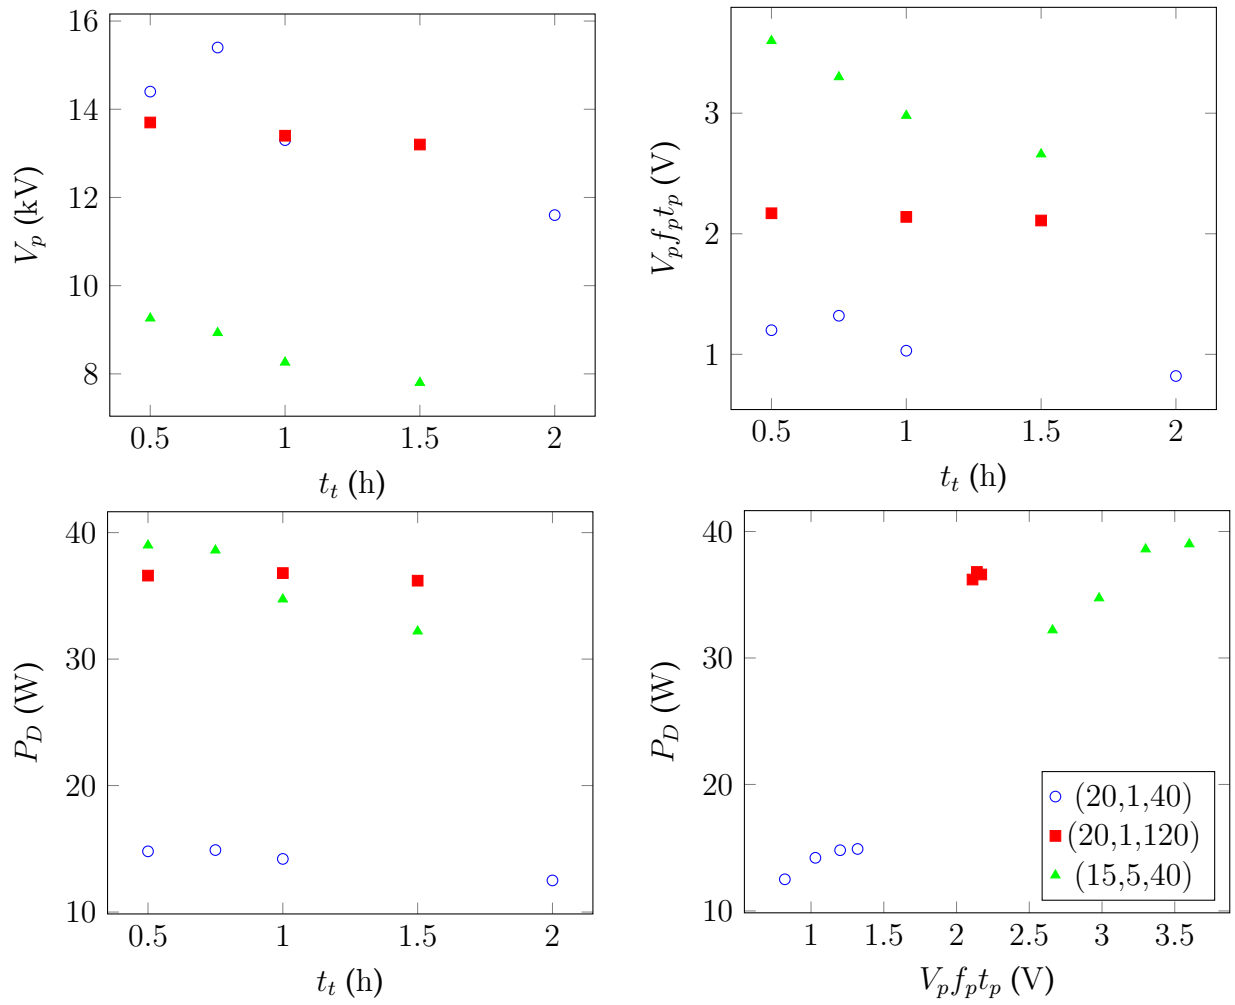 16
14
12
10
8
V_p (kV)
0.5 1 1.5 2
t_t (h)
3
2
1
V_p f_p t_p (V)
0.5 1 1.5 2
t_t (h)
40
30
20
10
P_D (W)
0.5 1 1.5 2
t_t (h)
40
30
20
10
P_D (W)
(20,1,40)
(20,1,120)
(15,5,40)
1 1.5 2 2.5 3 3.5
V_p f_p t_p (V)